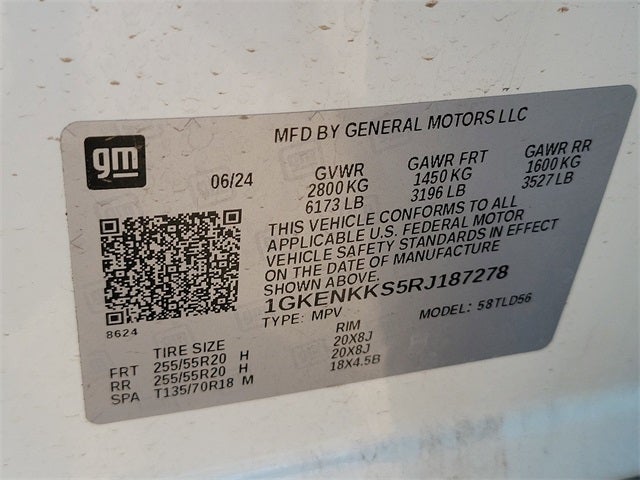 MFD BY GENERAL MOTORS LLC
gm
06/24
GVWR
2800 KG
6173 LB
GAWR FRT
1450 KG
3196 LB
GAWR RR
1600 KG
3527 LB
THIS VEHICLE CONFORMS TO ALL
APPLICABLE U.S. FEDERAL MOTOR
VEHICLE SAFETY STANDARDS IN EFFECT
ON THE DATE OF MANUFACTURE
SHOWN ABOVE.
1GKENKKS5RJ187278
TYPE: MPV MODEL: 58TLD56
8624
TIRE SIZE RIM
FRT 255/55R20 H 20X8J
RR 255/55R20 H 20X8J
SPA T135/70R18 M 18X4.5B